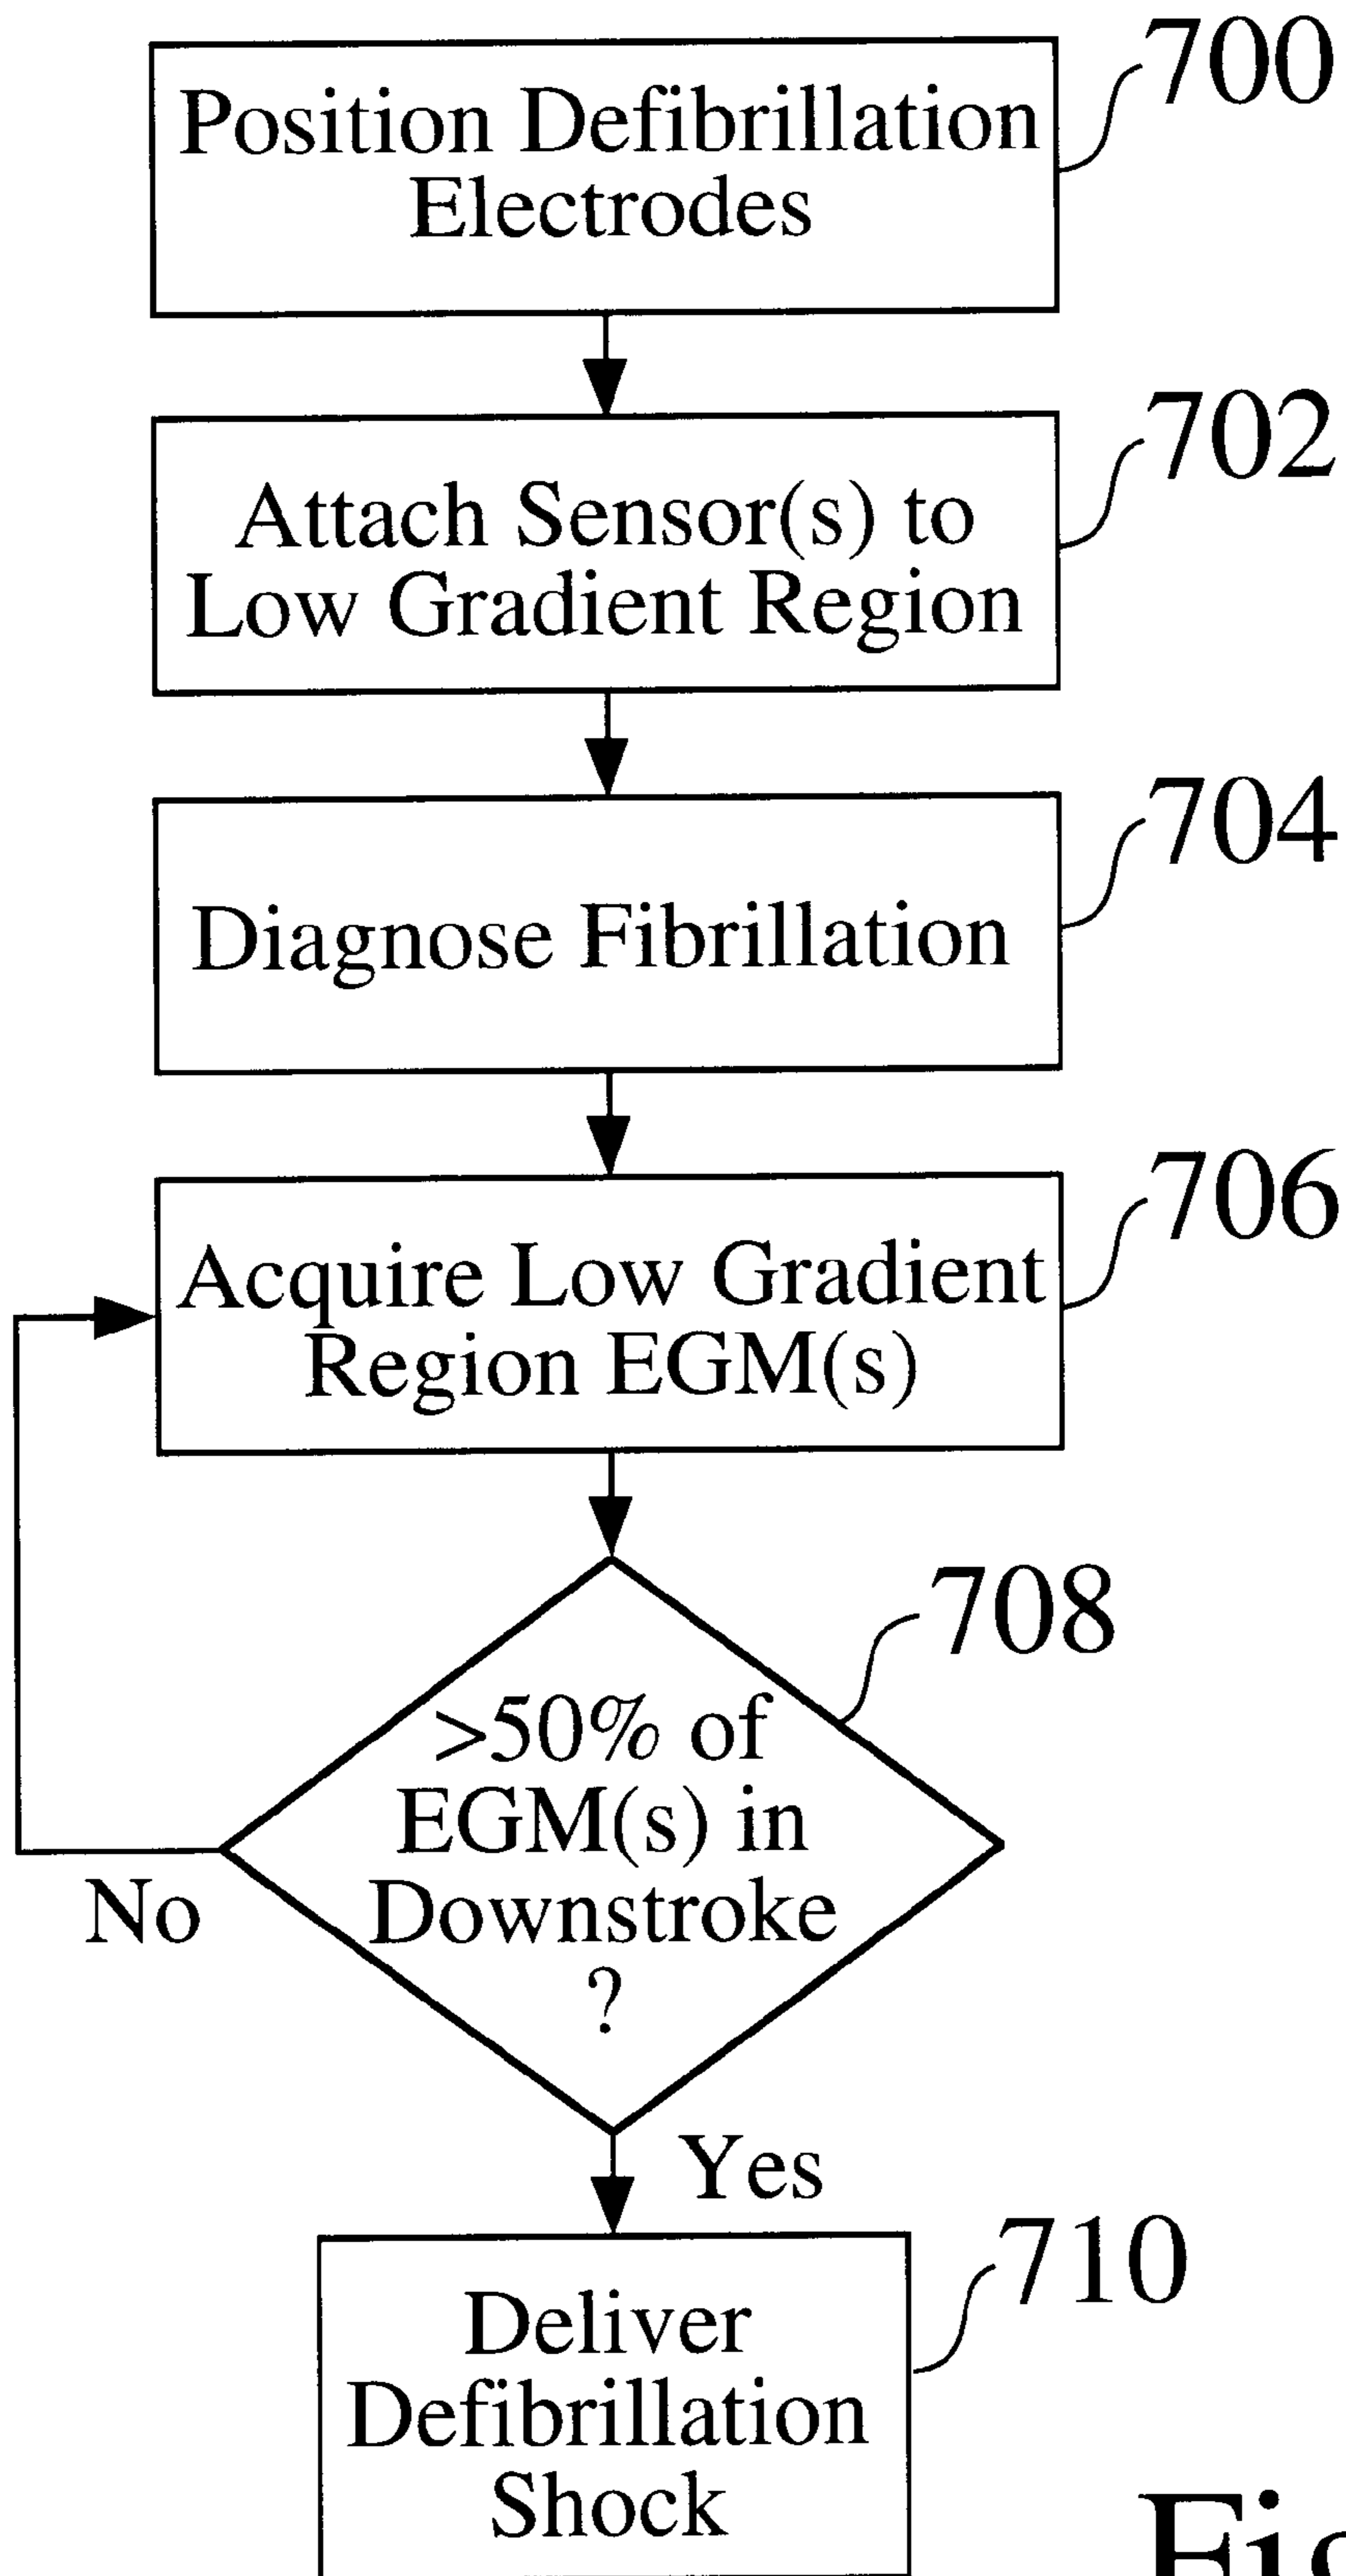 700
Position Defibrillation
Electrodes
702
Attach Sensor(s) to
Low Gradient Region
704
Diagnose Fibrillation
706
Acquire Low Gradient
Region EGM(s)
708
>50% of
EGM(s) in
Downstroke
?
No
Yes
710
Deliver
Defibrillation
Shock